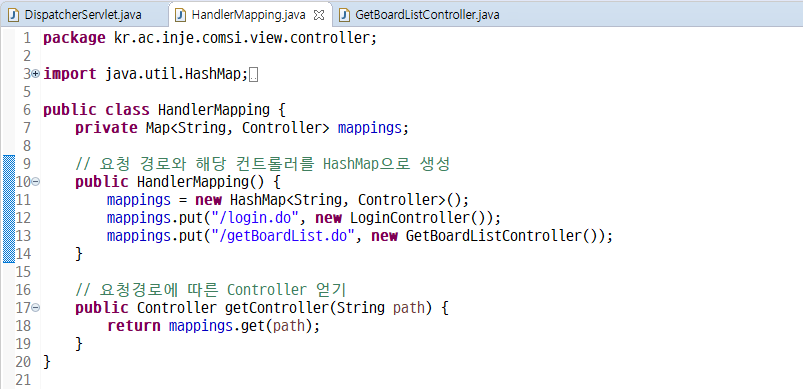 DispatcherServlet.java HandlerMapping.java GetBoardListController.java
1 package kr.ac.inje.comsi.view.controller;
2
3 import java.util.HashMap;
5
6 public class HandlerMapping {
7 private Map<String, Controller> mappings;
8
9 // 요청 경로와 해당 컨트롤러를 HashMap으로 생성
10 public HandlerMapping() {
11 mappings = new HashMap<String, Controller>();
12 mappings.put("/login.do", new LoginController());
13 mappings.put("/getBoardList.do", new GetBoardListController());
14 }
15
16 // 요청경로에 따른 Controller 얻기
17 public Controller getController(String path) {
18 return mappings.get(path);
19 }
20 }
21